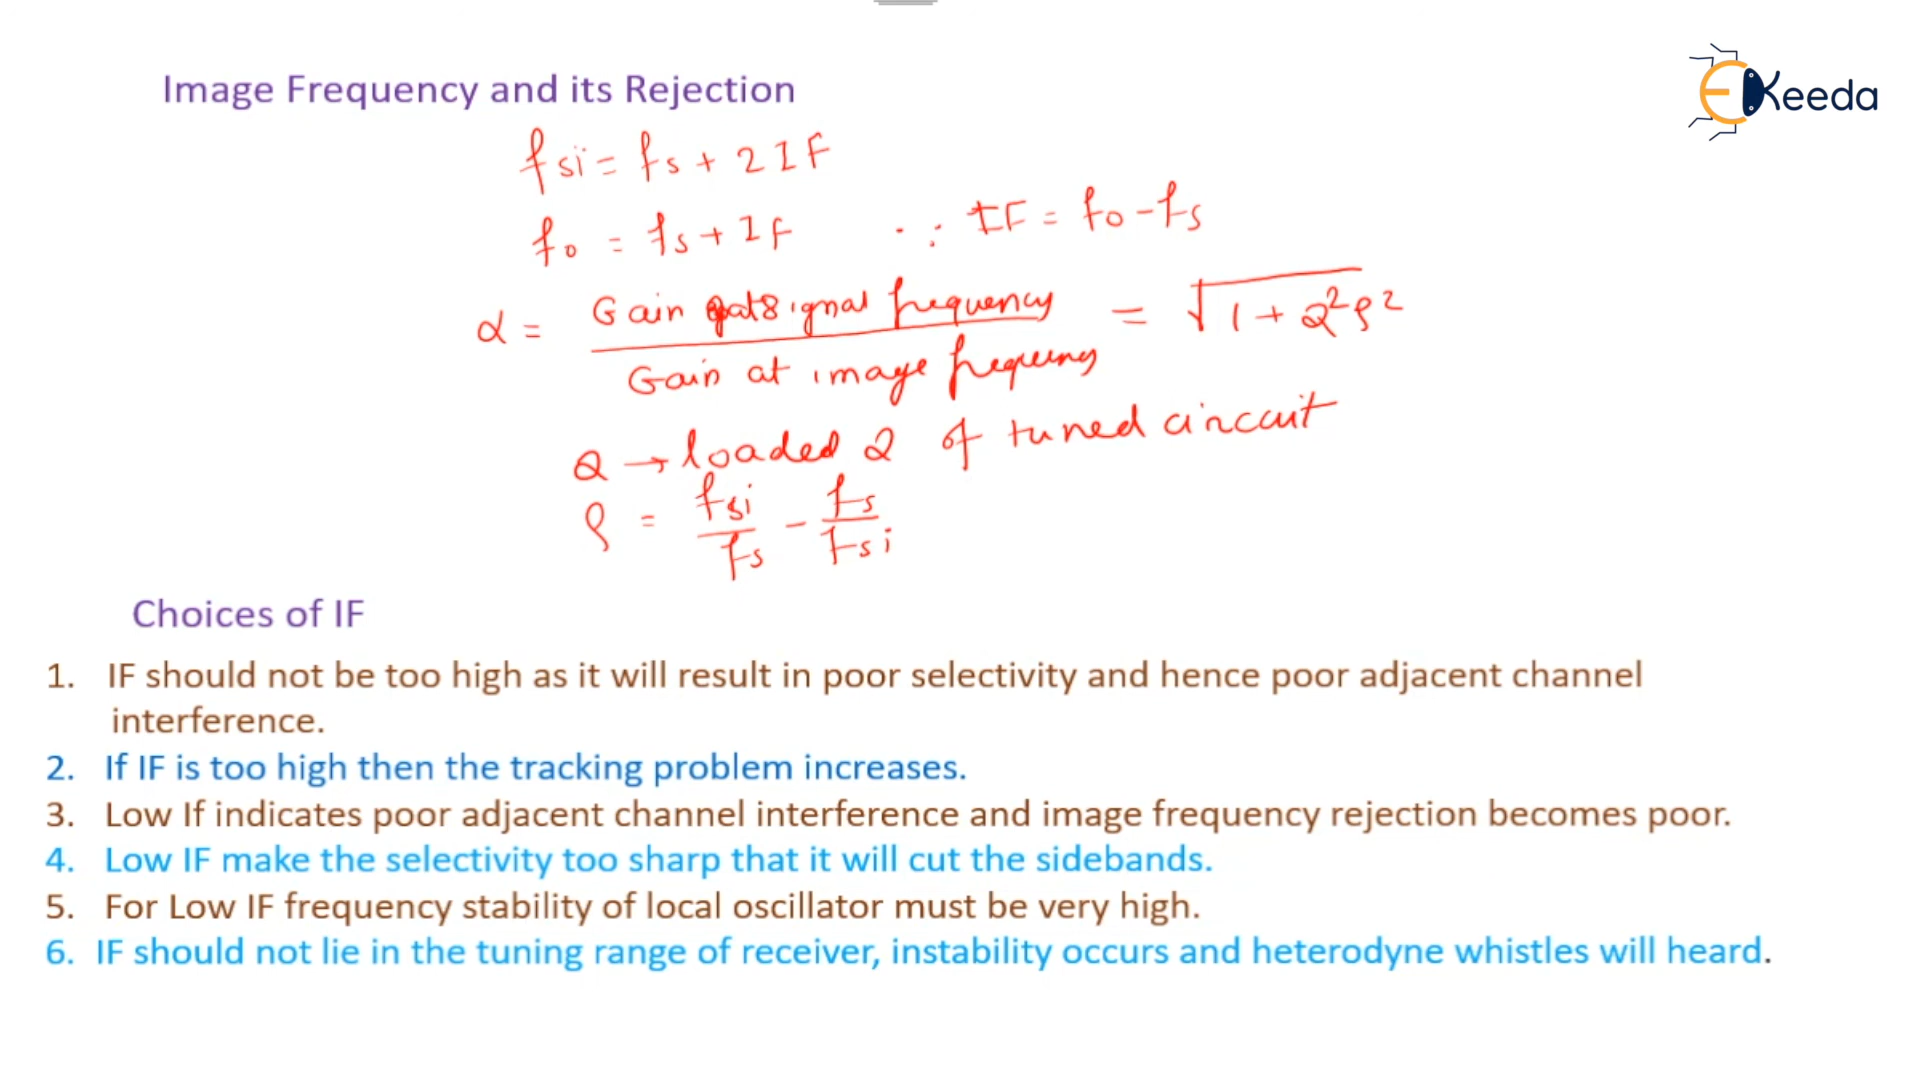 Image Frequency and its Rejection
EKeeda
fsi = fs + 2IF
fo = fs + IF ∵ IF = fo - fs
α = Gain at signal frequency / Gain at image frequency = √(1 + Q²ρ²)
Q → loaded Q of tuned circuit
ρ = fsi/fs - fs/fsi
Choices of IF
1. IF should not be too high as it will result in poor selectivity and hence poor adjacent channel
interference.
2. If IF is too high then the tracking problem increases.
3. Low If indicates poor adjacent channel interference and image frequency rejection becomes poor.
4. Low IF make the selectivity too sharp that it will cut the sidebands.
5. For Low IF frequency stability of local oscillator must be very high.
6. IF should not lie in the tuning range of receiver, instability occurs and heterodyne whistles will heard.